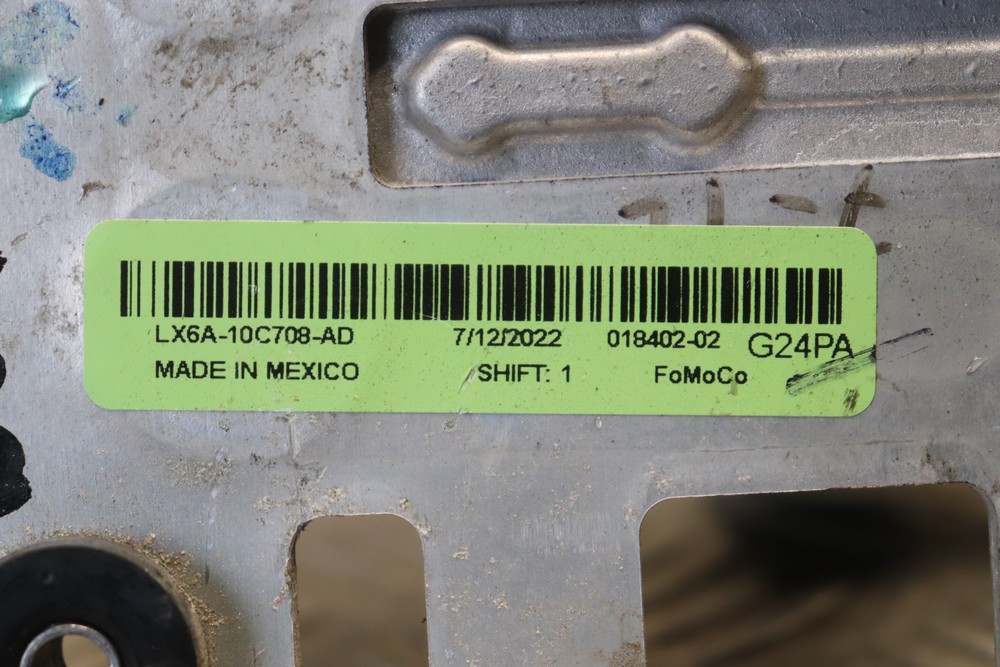 LX6A-10C708-AD 7/12/2022 018402-02 G24PA
MADE IN MEXICO SHIFT: 1 FoMoCo